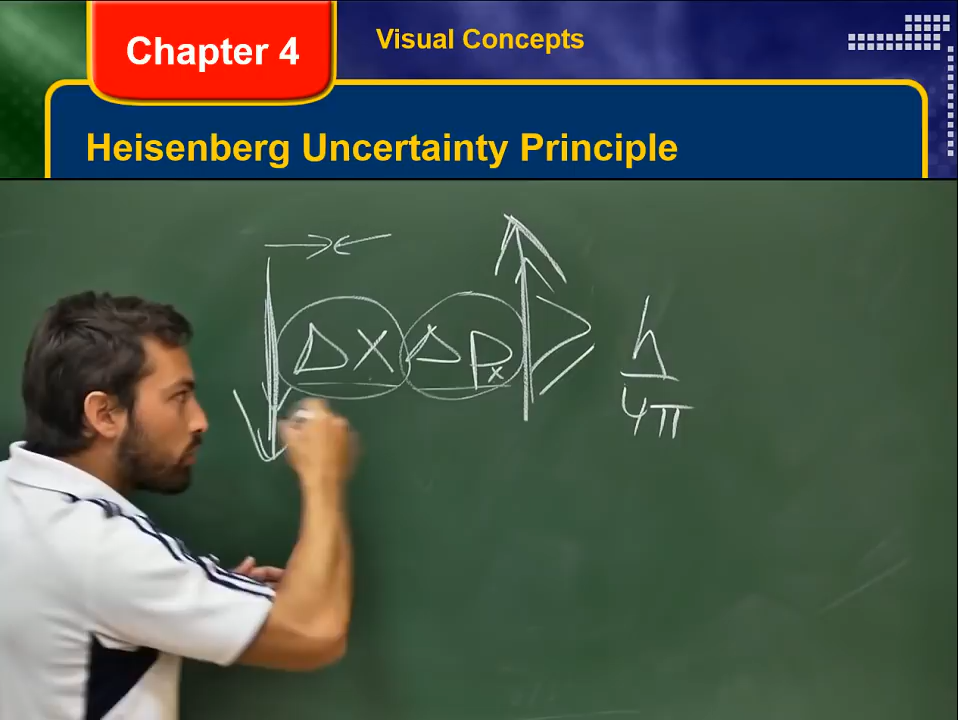 Chapter 4
Visual Concepts
Heisenberg Uncertainty Principle
Δx Δpₓ ≥ h/4π